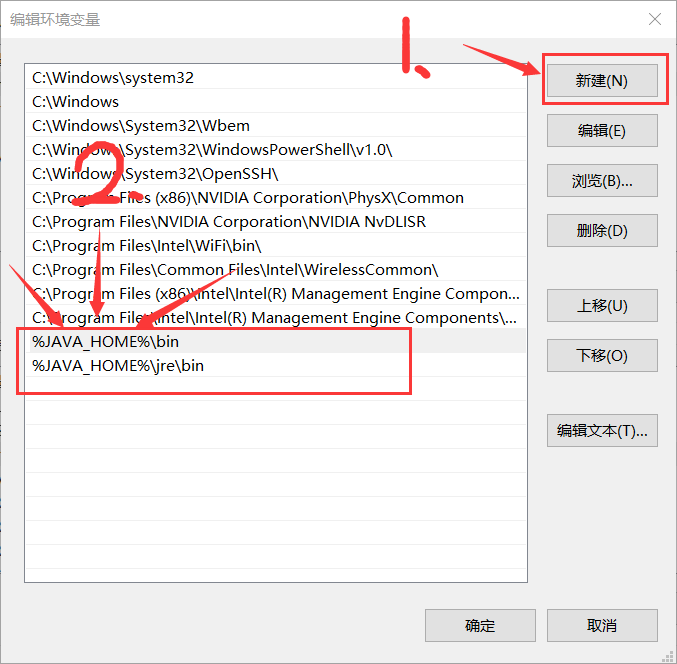 编辑环境变量
1.
新建(N)
C:\Windows\system32
C:\Windows
编辑(E)
C:\Windows\System32\Wbem
C:\Windows\System32\WindowsPowerShell\v1.0\
浏览(B)...
C:\Windows\System32\OpenSSH\
2.
C:\Program Files (x86)\NVIDIA Corporation\PhysX\Common
C:\Program Files\NVIDIA Corporation\NVIDIA NvDLISR
删除(D)
C:\Program Files\Intel\WiFi\bin\
C:\Program Files\Common Files\Intel\WirelessCommon\
C:\Program Files (x86)\Intel\Intel(R) Management Engine Compon...
上移(U)
C:\Program Files\Intel\Intel(R) Management Engine Components\...
%JAVA_HOME%\bin
下移(O)
%JAVA_HOME%\jre\bin
编辑文本(T)...
确定
取消